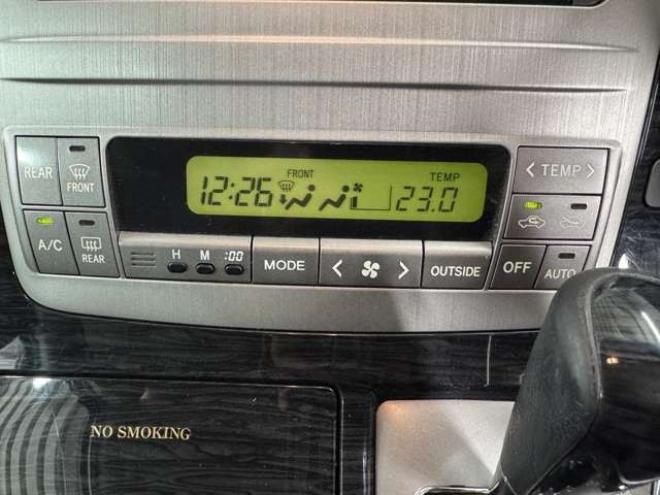 FRONT
TEMP
12:26
23.0
REAR
FRONT
< TEMP >
A/C
REAR
H M :00
MODE
< >
OUTSIDE
OFF
AUTO
NO SMOKING